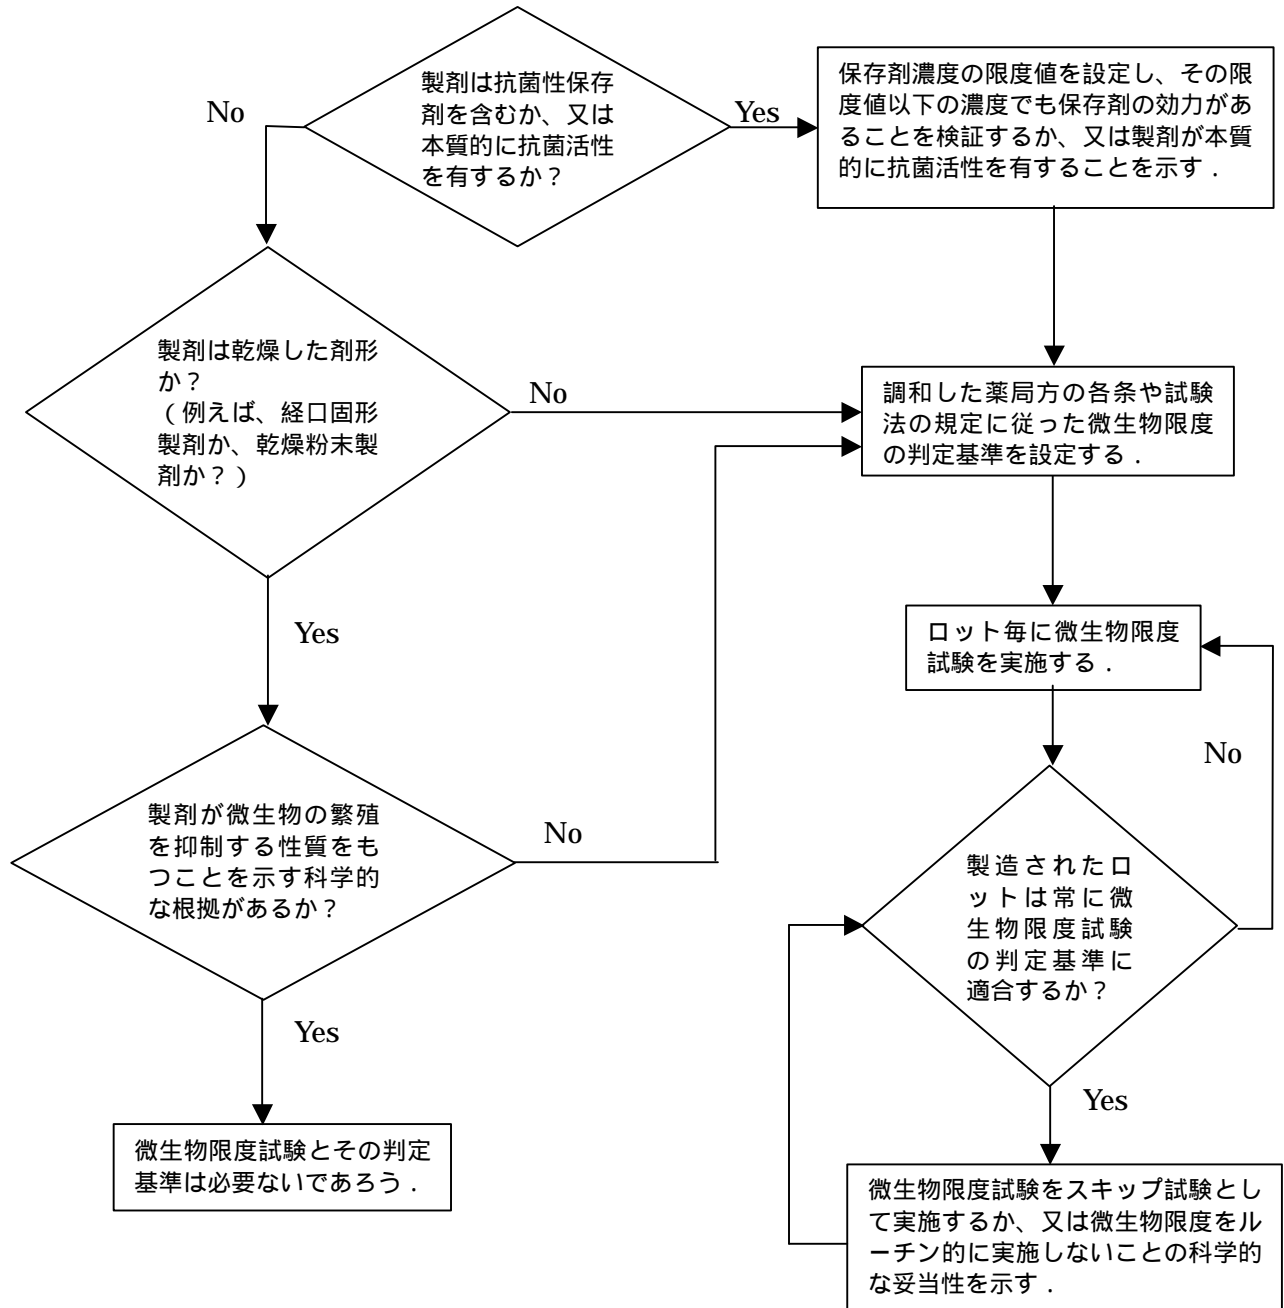 製剤は抗菌性保存
剤を含むか、又は
本質的に抗菌活性
を有するか？
No
Yes
保存剤濃度の限度値を設定し、その限
度値以下の濃度でも保存剤の効力があ
ることを検証するか、又は製剤が本質
的に抗菌活性を有することを示す．
製剤は乾燥した剤形
か？
（例えば、経口固形
製剤か、乾燥粉末製
剤か？）
No
Yes
調和した薬局方の各条や試験
法の規定に従った微生物限度
の判定基準を設定する．
ロット毎に微生物限度
試験を実施する．
製剤が微生物の繁殖
を抑制する性質をも
つことを示す科学的
な根拠があるか？
No
Yes
製造されたロ
ットは常に微
生物限度試験
の判定基準に
適合するか？
No
Yes
微生物限度試験とその判定
基準は必要ないであろう．
微生物限度試験をスキップ試験とし
て実施するか、又は微生物限度をル
ーチン的に実施しないことの科学的
な妥当性を示す．